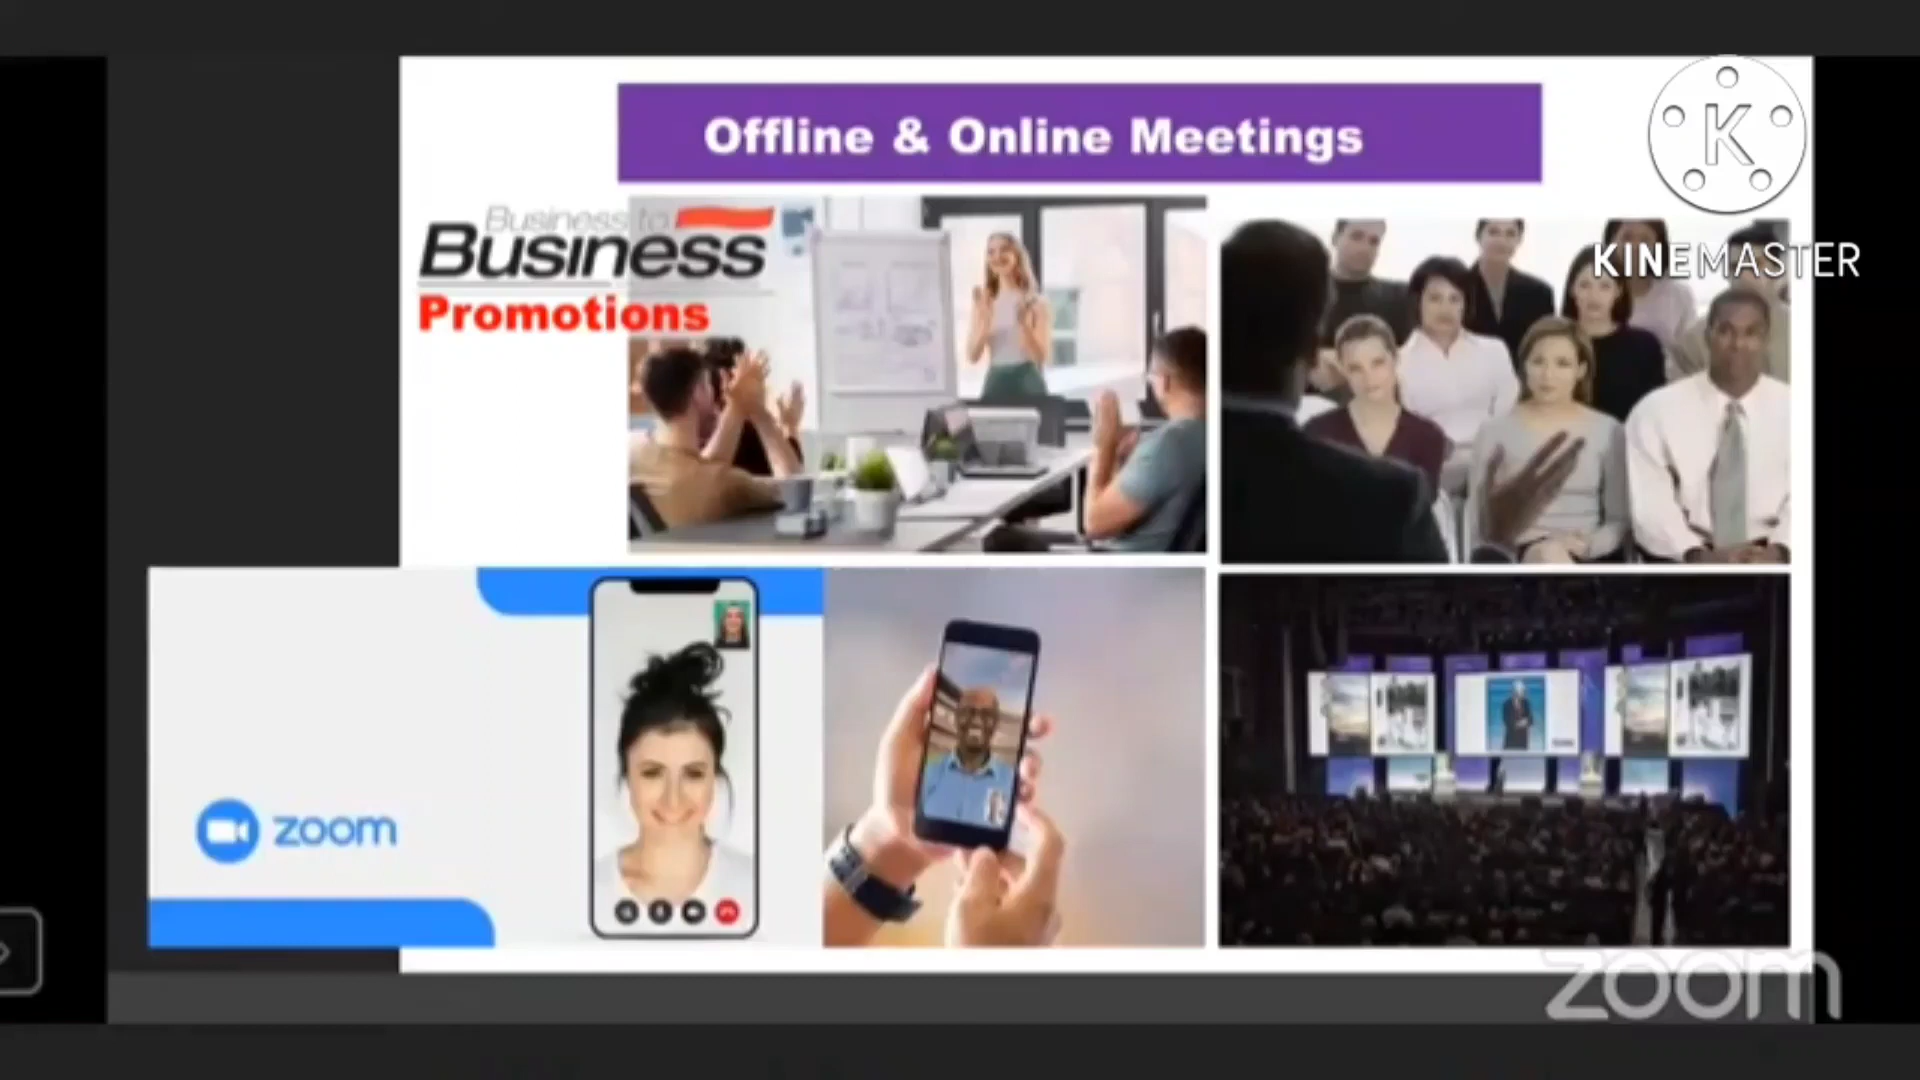 Offline & Online Meetings
Business to
Business
Promotions
K
KINEMASTER
zoom
zoom